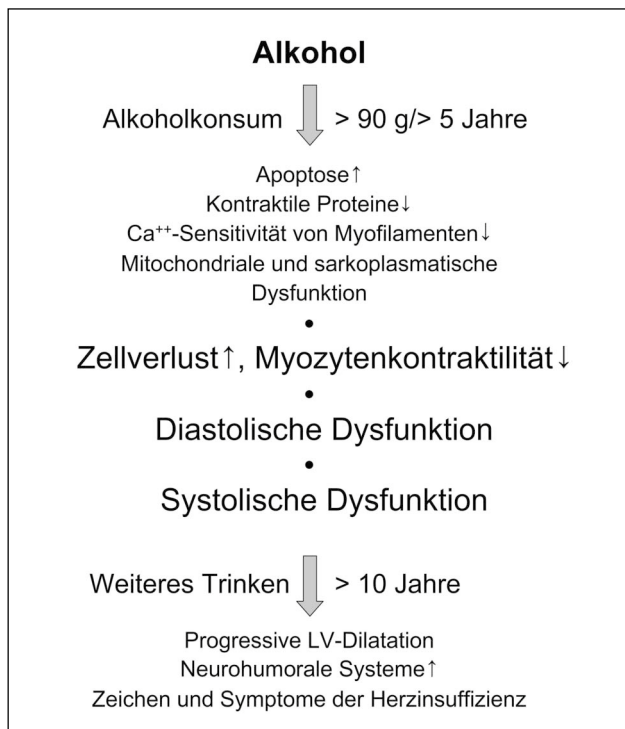 Alkohol
Alkoholkonsum > 90 g/> 5 Jahre
Apoptose↑
Kontraktile Proteine↓
Ca⁺⁺-Sensitivität von Myofilamenten↓
Mitochondriale und sarkoplasmatische
Dysfunktion
•
Zellverlust↑, Myozytenkontraktilität↓
•
Diastolische Dysfunktion
•
Systolische Dysfunktion
Weiteres Trinken > 10 Jahre
Progressive LV-Dilatation
Neurohumorale Systeme↑
Zeichen und Symptome der Herzinsuffizienz